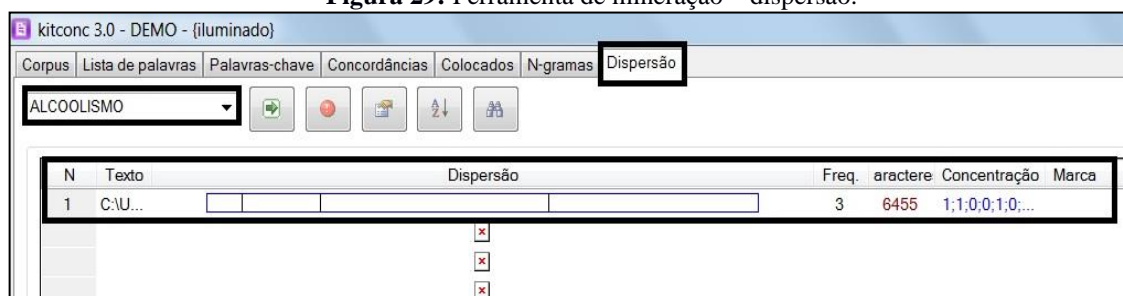 Figura 29: Ferramenta de mineração – dispersão.
kitconc 3.0 - DEMO - {iluminado}
Corpus Lista de palavras Palavras-chave Concordâncias Colocados N-gramas Dispersão
ALCOOLISMO
N Texto Dispersão Freq. aractere Concentração Marca
1 C:\U... 3 6455 1;1;0;0;1;0;...